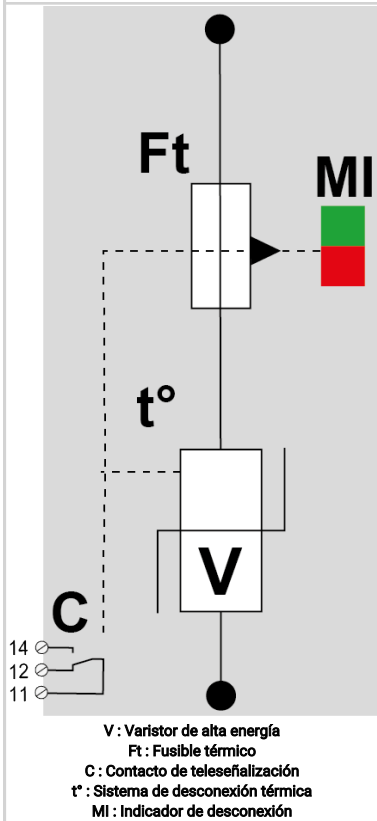 Ft
MI
t°
V
C
14
12
11
V : Varistor de alta energía
Ft : Fusible térmico
C : Contacto de teleseñalización
t° : Sistema de desconexión térmica
MI : Indicador de desconexión